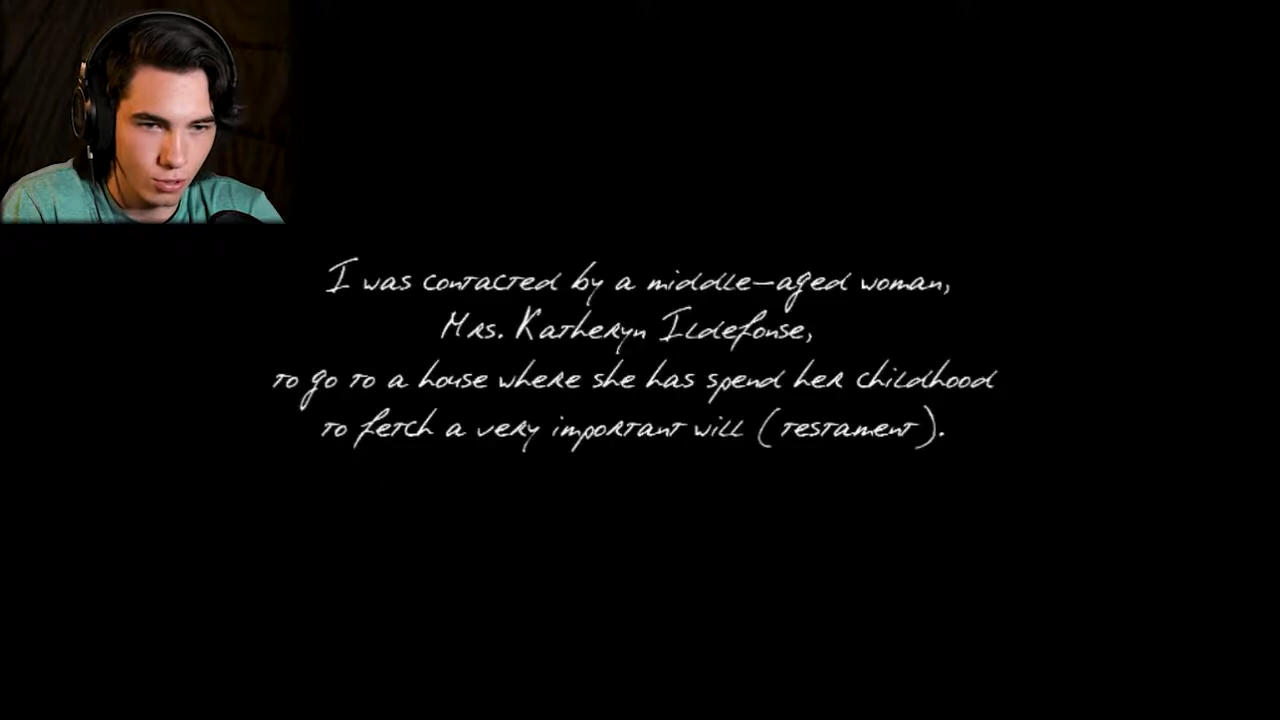 I was contacted by a middle-aged woman,
Mrs. Katheryn Ildefonse,
to go to a house where she has spend her childhood
to fetch a very important will (testament).